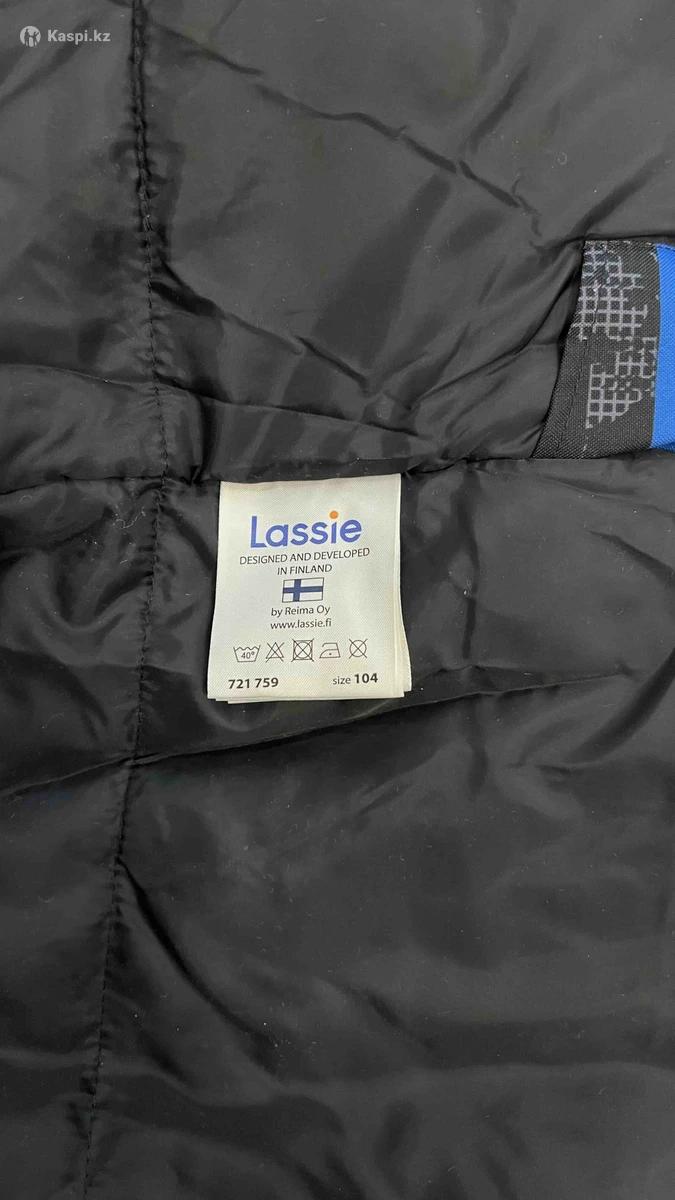 Kaspi.kz
Lassie
DESIGNED AND DEVELOPED
IN FINLAND
by Reima Oy
www.lassie.fi
40°
721 759 size 104